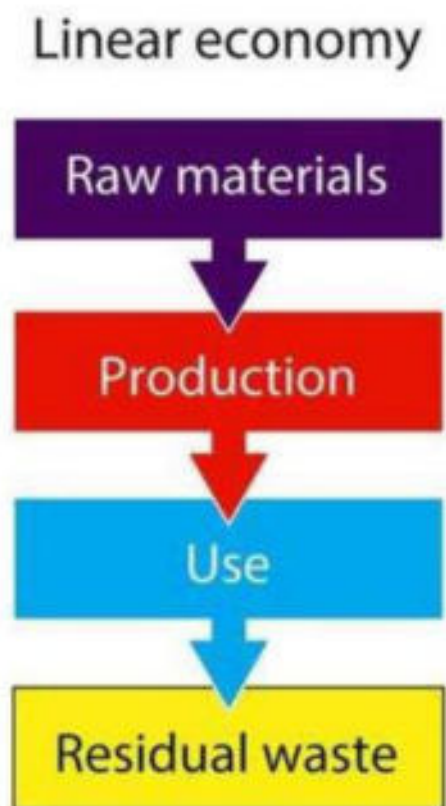 Linear economy
Raw materials
Production
Use
Residual waste